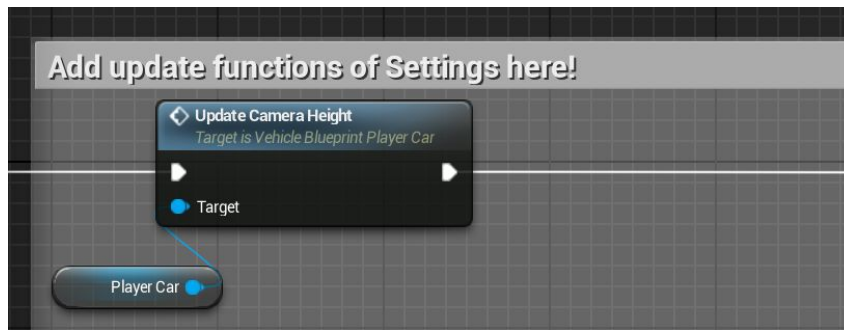 Add update functions of Settings here!
Update Camera Height
Target is Vehicle Blueprint Player Car
Target
Player Car